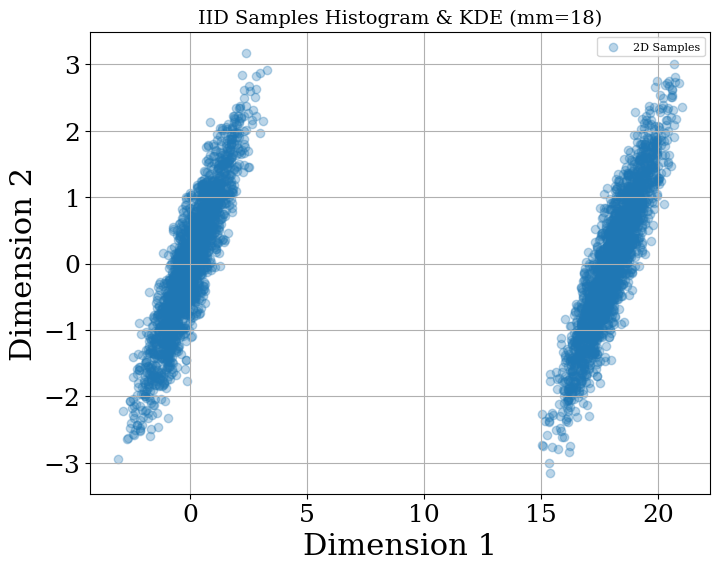 IID Samples Histogram & KDE (mm=18)
2D Samples
3
2
1
0
−1
−2
−3
Dimension 2
0 5 10 15 20
Dimension 1